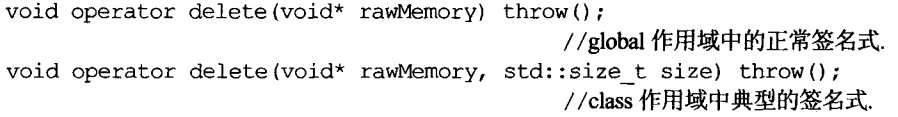 void operator delete(void* rawMemory) throw();
//global 作用域中的正常签名式.
void operator delete(void* rawMemory, std::size_t size) throw();
//class 作用域中典型的签名式.